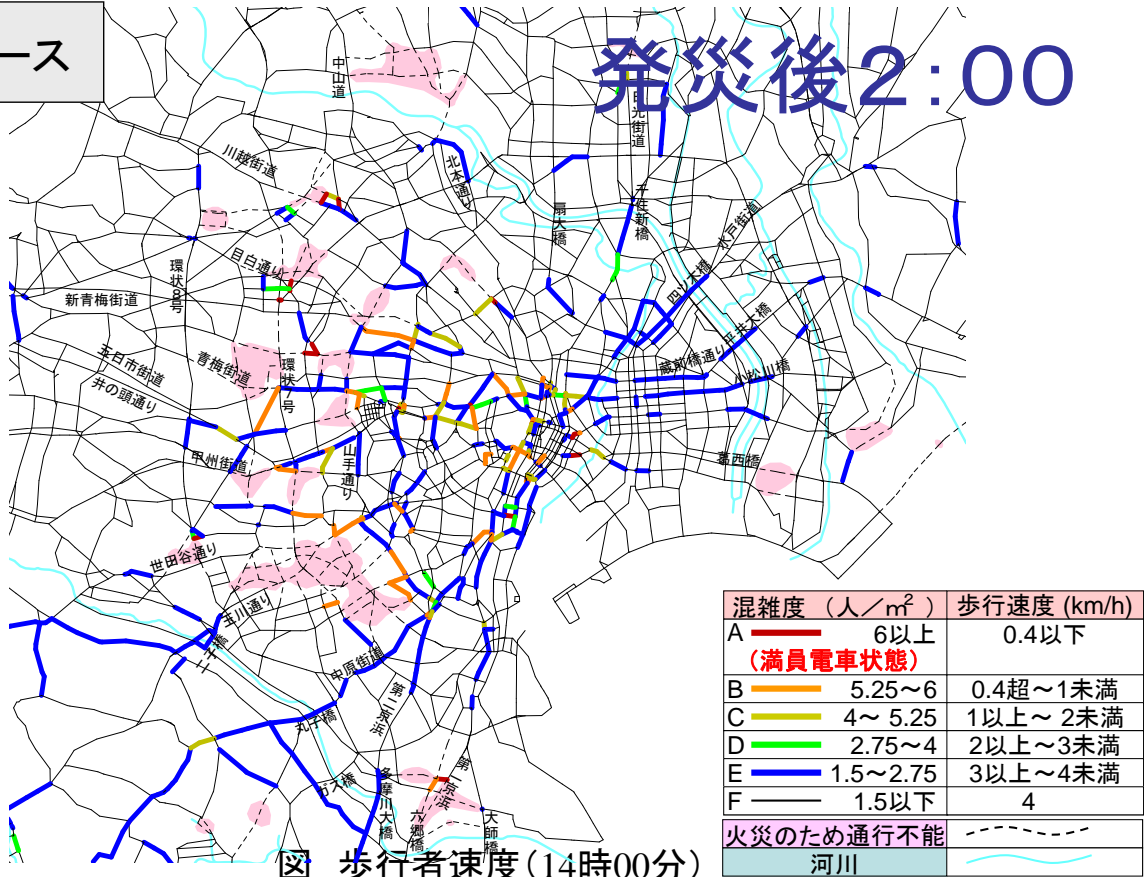 ース
発災後2:00
中山道
日光街道
川越街道
北本通り
扇大橋
千住新橋
水戸街道
目白通り
環状8号
四ツ木橋
新青梅街道
平井大橋
五日市街道
青梅街道
環状7号
蔵前橋通り
小松川橋
井の頭通り
甲州街道
山手通り
葛西橋
世田谷通り
玉川通り
二子橋
中原街道
第二京浜
丸子橋
ガス橋
多摩川大橋
六郷橋
第一京浜
大師橋
混雑度 (人/㎡) 歩行速度 (km/h)
A 6以上 0.4以下
(満員電車状態)
B 5.25~6 0.4超~1未満
C 4~ 5.25 1以上~ 2未満
D 2.75~4 2以上~3未満
E 1.5~2.75 3以上~4未満
F 1.5以下 4
火災のため通行不能
河川
図 歩行者速度(14時00分)